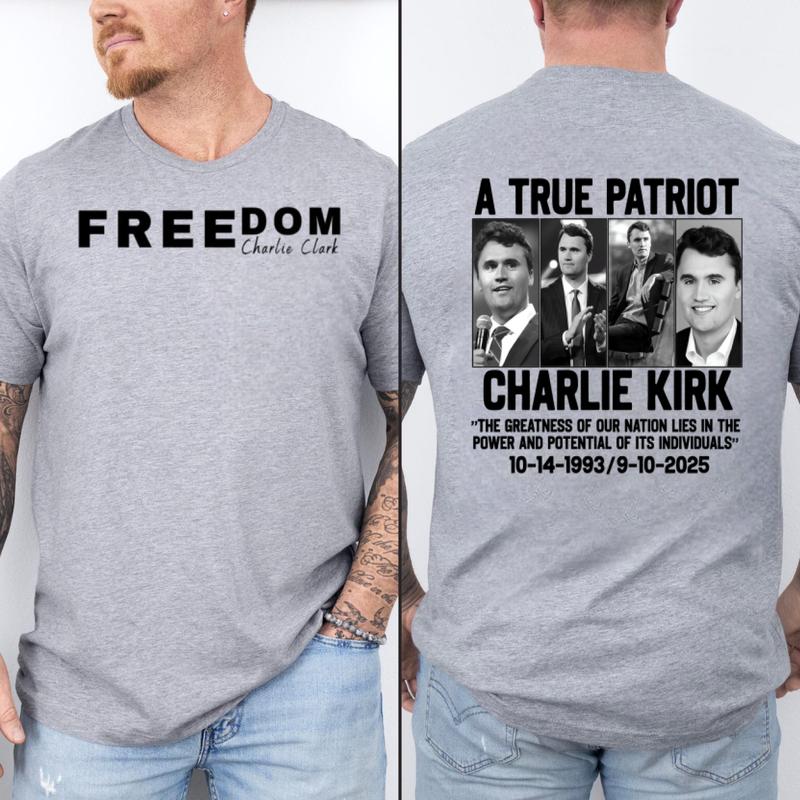 FREEDOM
Charlie Clark
A TRUE PATRIOT
CHARLIE KIRK
"THE GREATNESS OF OUR NATION LIES IN THE
POWER AND POTENTIAL OF ITS INDIVIDUALS"
10-14-1993/9-10-2025